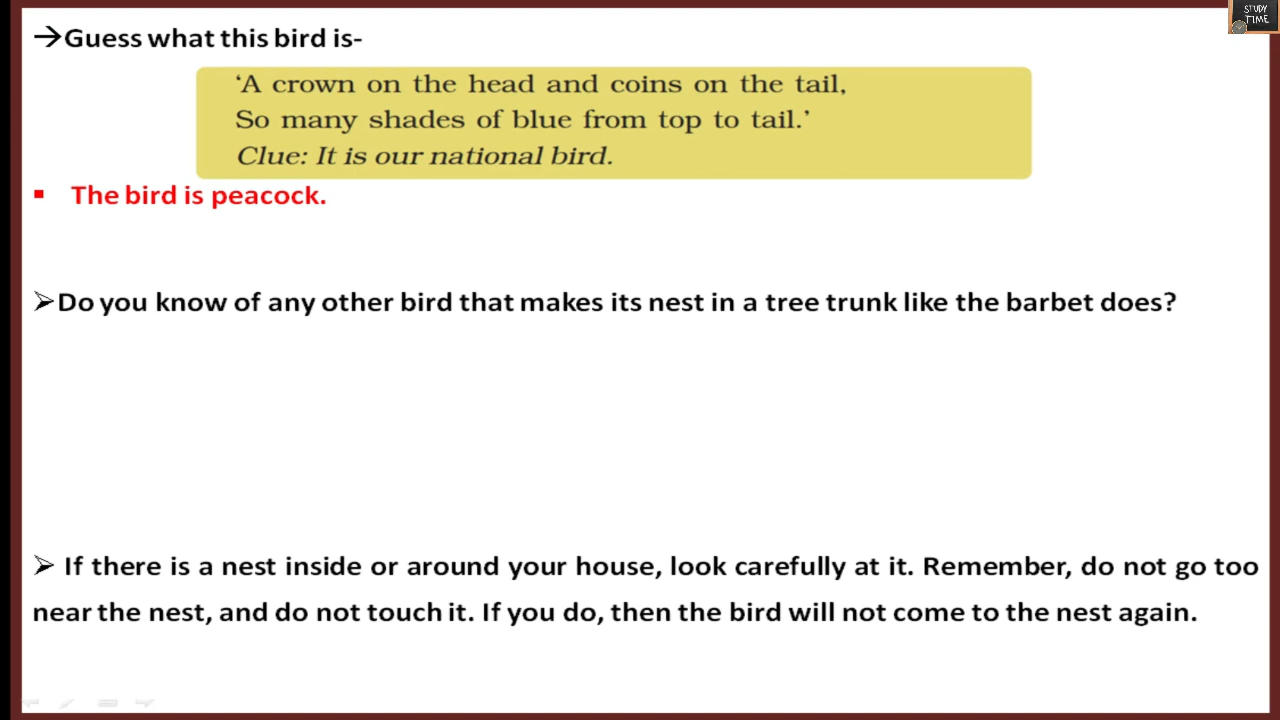 STUDY
TIME
→Guess what this bird is-
‘A crown on the head and coins on the tail,
So many shades of blue from top to tail.’
Clue: It is our national bird.
▪ The bird is peacock.
➢Do you know of any other bird that makes its nest in a tree trunk like the barbet does?
➢ If there is a nest inside or around your house, look carefully at it. Remember, do not go too
near the nest, and do not touch it. If you do, then the bird will not come to the nest again.